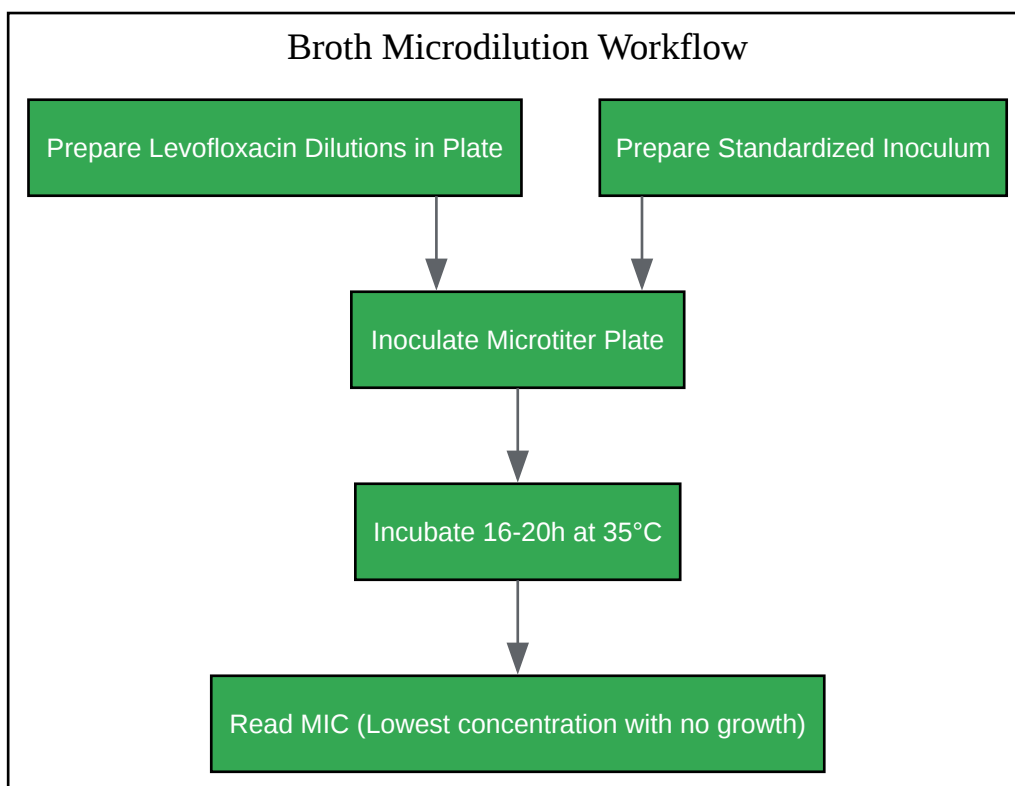 Broth Microdilution Workflow
Prepare Levofloxacin Dilutions in Plate
Prepare Standardized Inoculum
Inoculate Microtiter Plate
Incubate 16-20h at 35°C
Read MIC (Lowest concentration with no growth)